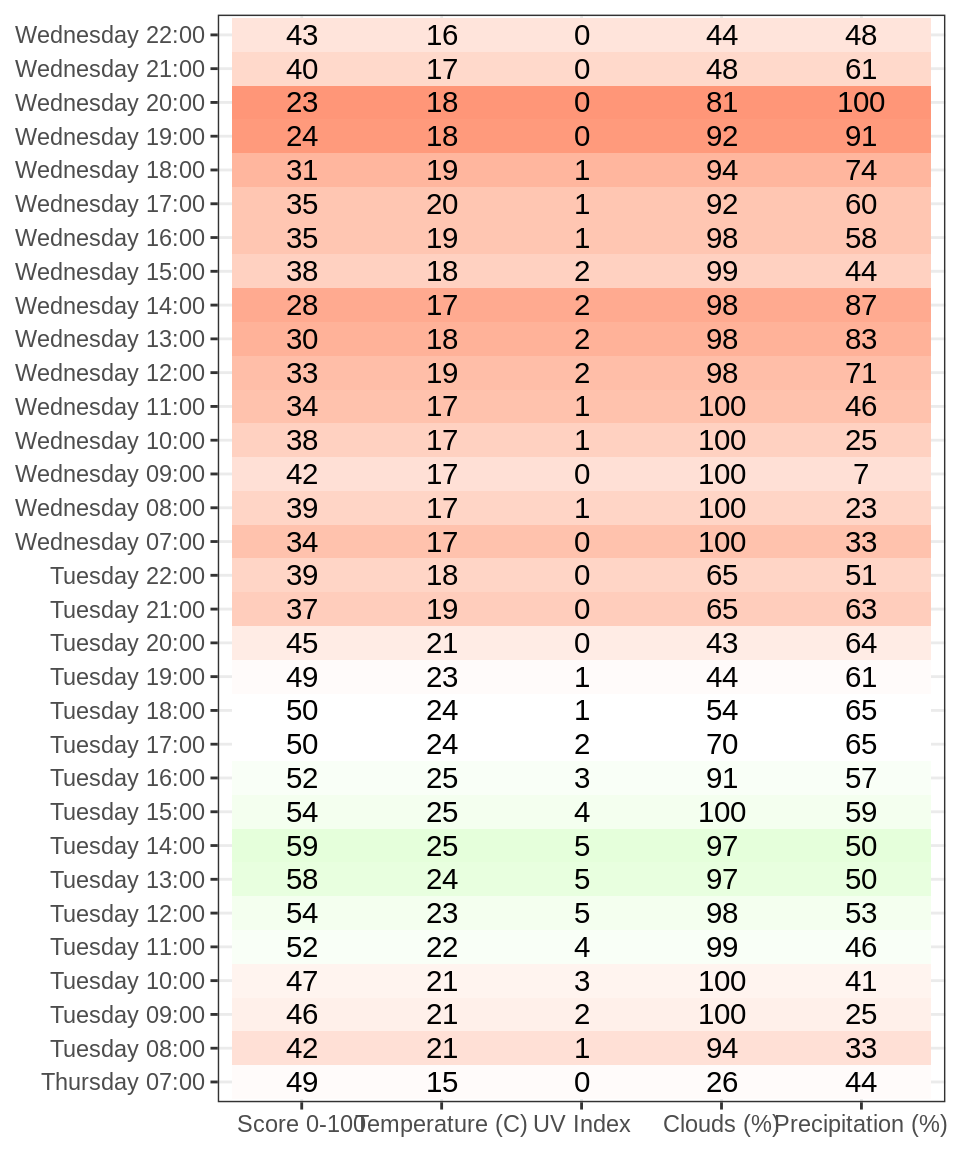 Wednesday 22:00 43 16 0 44 48
Wednesday 21:00 40 17 0 48 61
Wednesday 20:00 23 18 0 81 100
Wednesday 19:00 24 18 0 92 91
Wednesday 18:00 31 19 1 94 74
Wednesday 17:00 35 20 1 92 60
Wednesday 16:00 35 19 1 98 58
Wednesday 15:00 38 18 2 99 44
Wednesday 14:00 28 17 2 98 87
Wednesday 13:00 30 18 2 98 83
Wednesday 12:00 33 19 2 98 71
Wednesday 11:00 34 17 1 100 46
Wednesday 10:00 38 17 1 100 25
Wednesday 09:00 42 17 0 100 7
Wednesday 08:00 39 17 1 100 23
Wednesday 07:00 34 17 0 100 33
Tuesday 22:00 39 18 0 65 51
Tuesday 21:00 37 19 0 65 63
Tuesday 20:00 45 21 0 43 64
Tuesday 19:00 49 23 1 44 61
Tuesday 18:00 50 24 1 54 65
Tuesday 17:00 50 24 2 70 65
Tuesday 16:00 52 25 3 91 57
Tuesday 15:00 54 25 4 100 59
Tuesday 14:00 59 25 5 97 50
Tuesday 13:00 58 24 5 97 50
Tuesday 12:00 54 23 5 98 53
Tuesday 11:00 52 22 4 99 46
Tuesday 10:00 47 21 3 100 41
Tuesday 09:00 46 21 2 100 25
Tuesday 08:00 42 21 1 94 33
Thursday 07:00 49 15 0 26 44
Score 0-100 Temperature (C) UV Index Clouds (%) Precipitation (%)